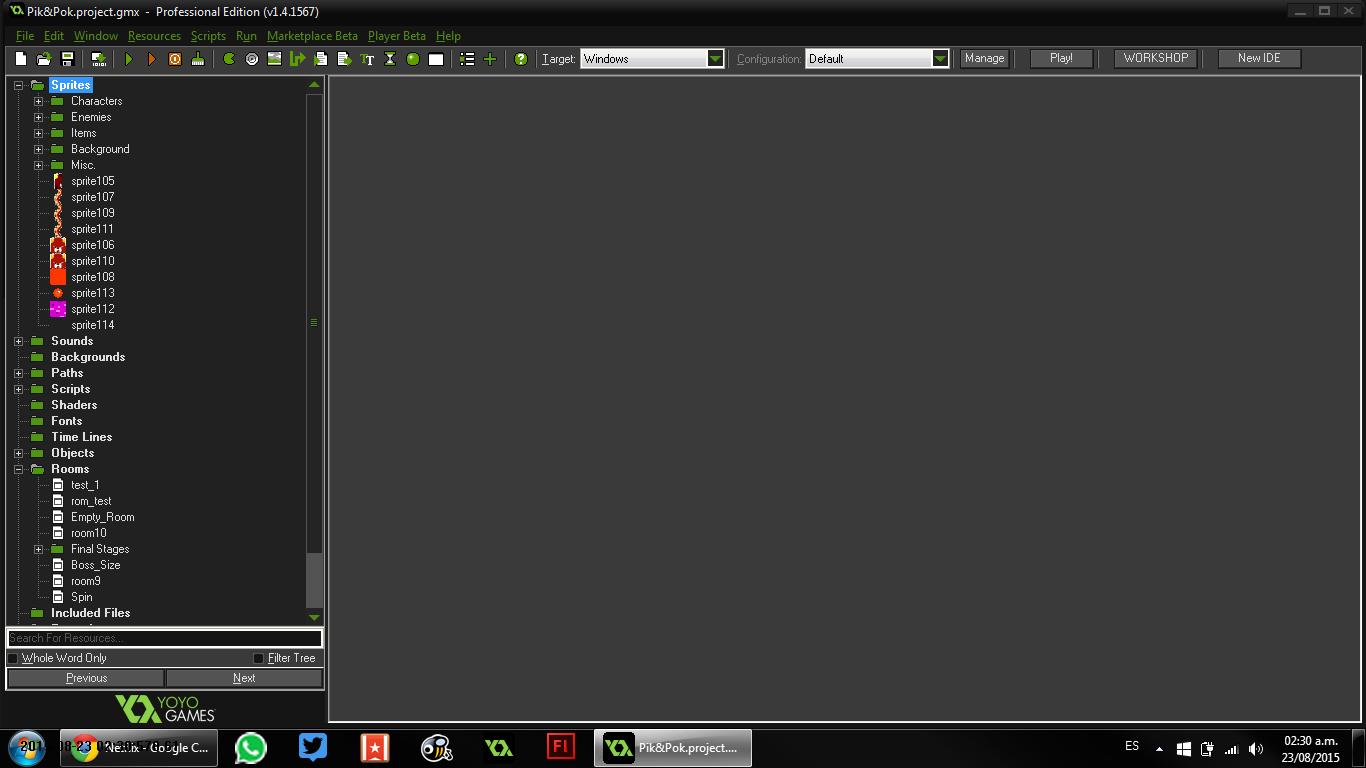 Pik&Pok.project.gmx - Professional Edition (v1.4.1567)
File Edit Window Resources Scripts Run Marketplace Beta Player Beta Help
Target: Windows Configuration: Default Manage Play! WORKSHOP New IDE
Sprites
Characters
Enemies
Items
Background
Misc.
sprite105
sprite107
sprite109
sprite111
sprite106
sprite110
sprite108
sprite113
sprite112
sprite114
Sounds
Backgrounds
Paths
Scripts
Shaders
Fonts
Time Lines
Objects
Rooms
test_1
rom_test
Empty_Room
room10
Final Stages
Boss_Size
room9
Spin
Included Files
Search For Resources...
Whole Word Only Filter Tree
Previous Next
YOYO
GAMES
- Google C... Fl Pik&Pok.project.... ES 02:30 a.m.
23/08/2015